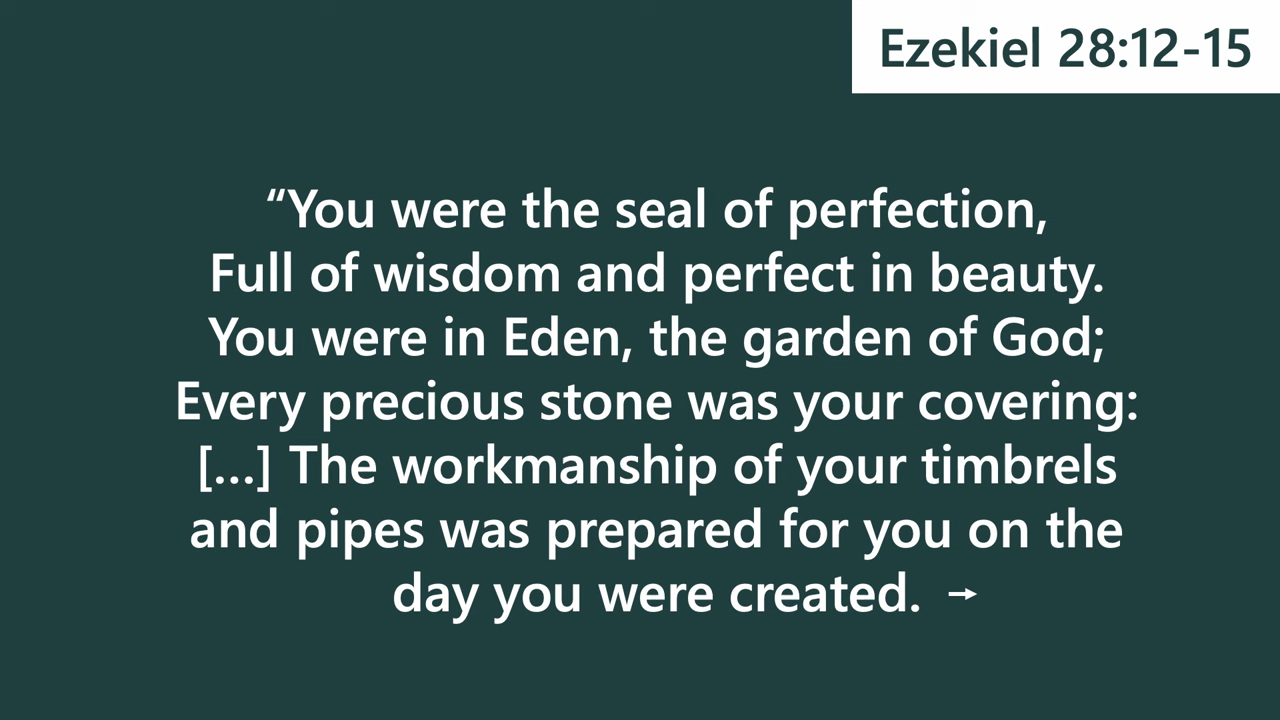 Ezekiel 28:12-15
“You were the seal of perfection,
Full of wisdom and perfect in beauty.
You were in Eden, the garden of God;
Every precious stone was your covering:
[…] The workmanship of your timbrels
and pipes was prepared for you on the
day you were created. →